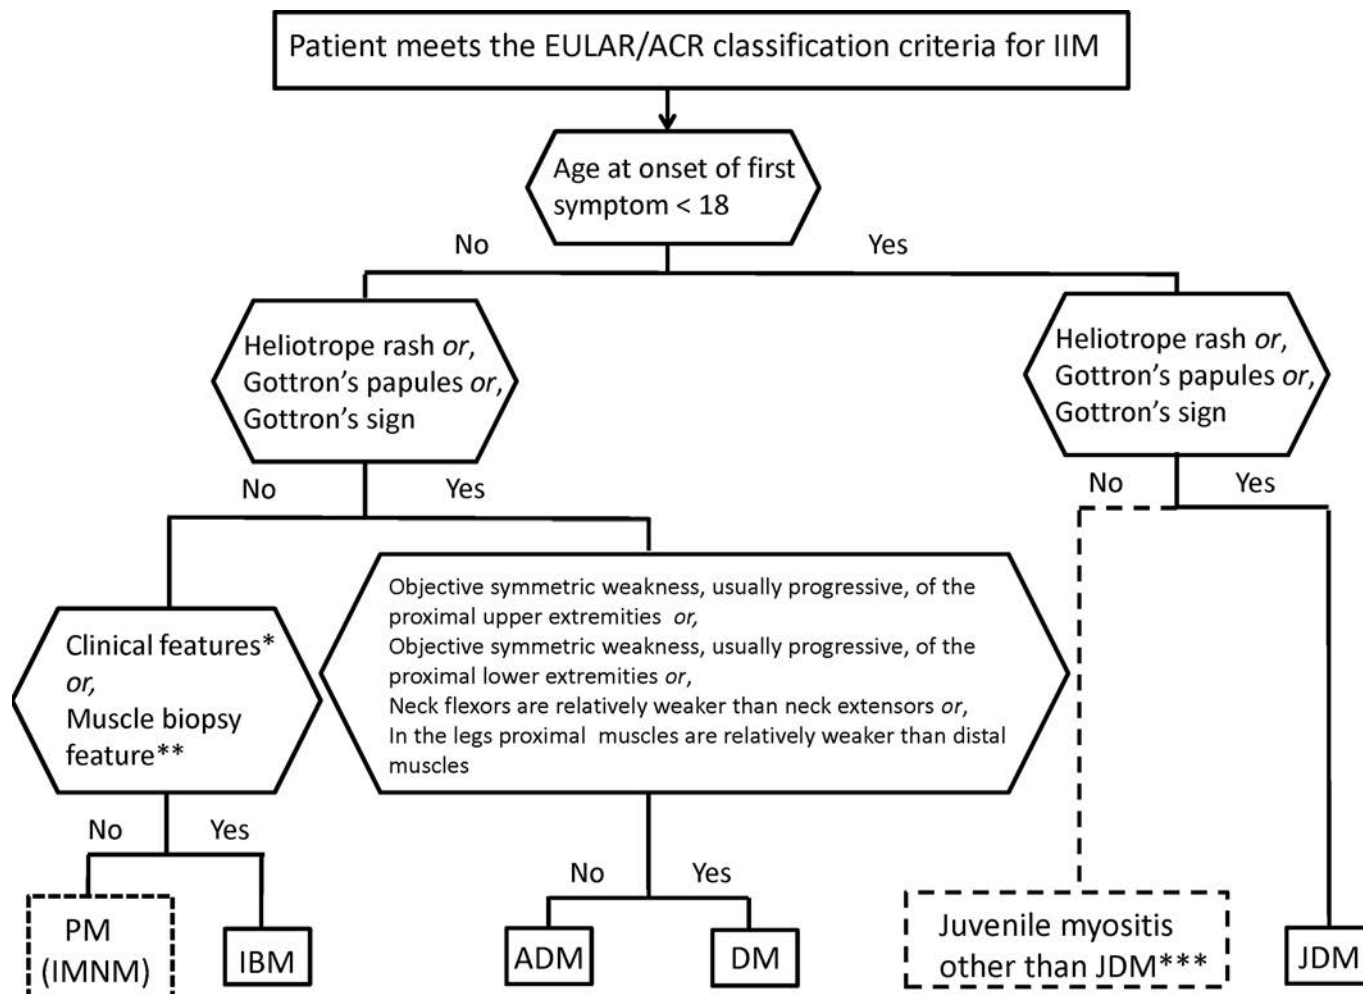 Patient meets the EULAR/ACR classification criteria for IIM
Age at onset of first
symptom < 18
No
Yes
Heliotrope rash or,
Gottron's papules or,
Gottron's sign
Heliotrope rash or,
Gottron's papules or,
Gottron's sign
No
Yes
No
Yes
Clinical features*
or,
Muscle biopsy
feature**
Objective symmetric weakness, usually progressive, of the
proximal upper extremities or,
Objective symmetric weakness, usually progressive, of the
proximal lower extremities or,
Neck flexors are relatively weaker than neck extensors or,
In the legs proximal muscles are relatively weaker than distal
muscles
No
Yes
No
Yes
PM
(IMNM)
IBM
ADM
DM
Juvenile myositis
other than JDM***
JDM